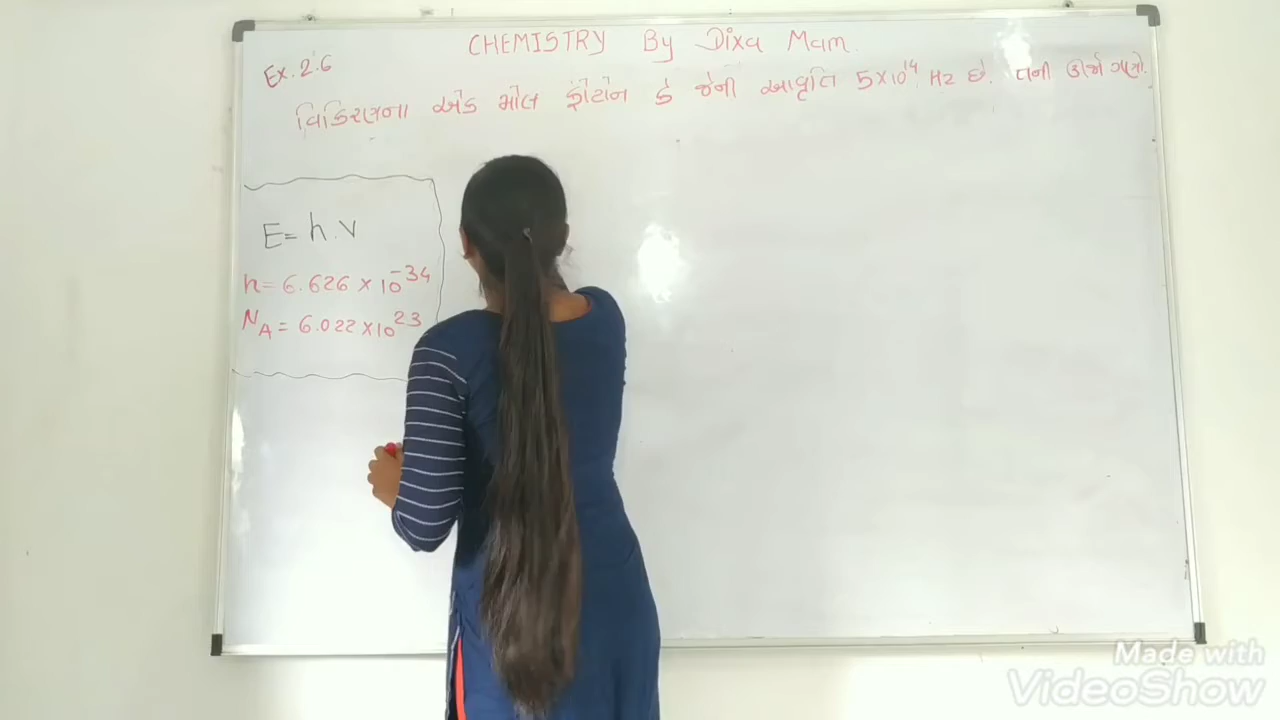 CHEMISTRY By Dixa Mam.
Ex. 2.6
વિકિરણના એક મોલ ફોટોન કે જેની આવૃતિ 5 × 10¹⁴ Hz છે. તેની ઊર્જા ગણો.
E = h.ν
h = 6.626 × 10⁻³⁴
N_A = 6.022 × 10²³
Made with
VideoShow